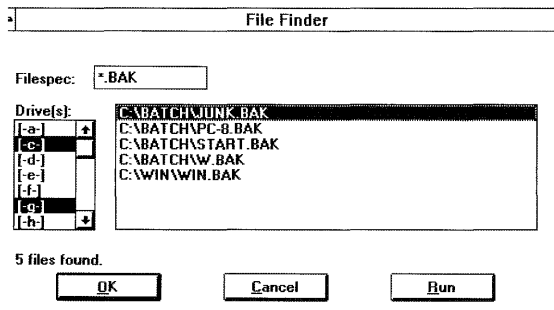 File Finder
Filespec: *.BAK
Drive(s):
[-a-]
[-c-]
[-d-]
[-e-]
[-f-]
[-g-]
[-h-]
C:\BATCH\JUNK.BAK
C:\BATCH\PC-8.BAK
C:\BATCH\START.BAK
C:\BATCH\W.BAK
C:\WIN\WIN.BAK
5 files found.
OK Cancel Run